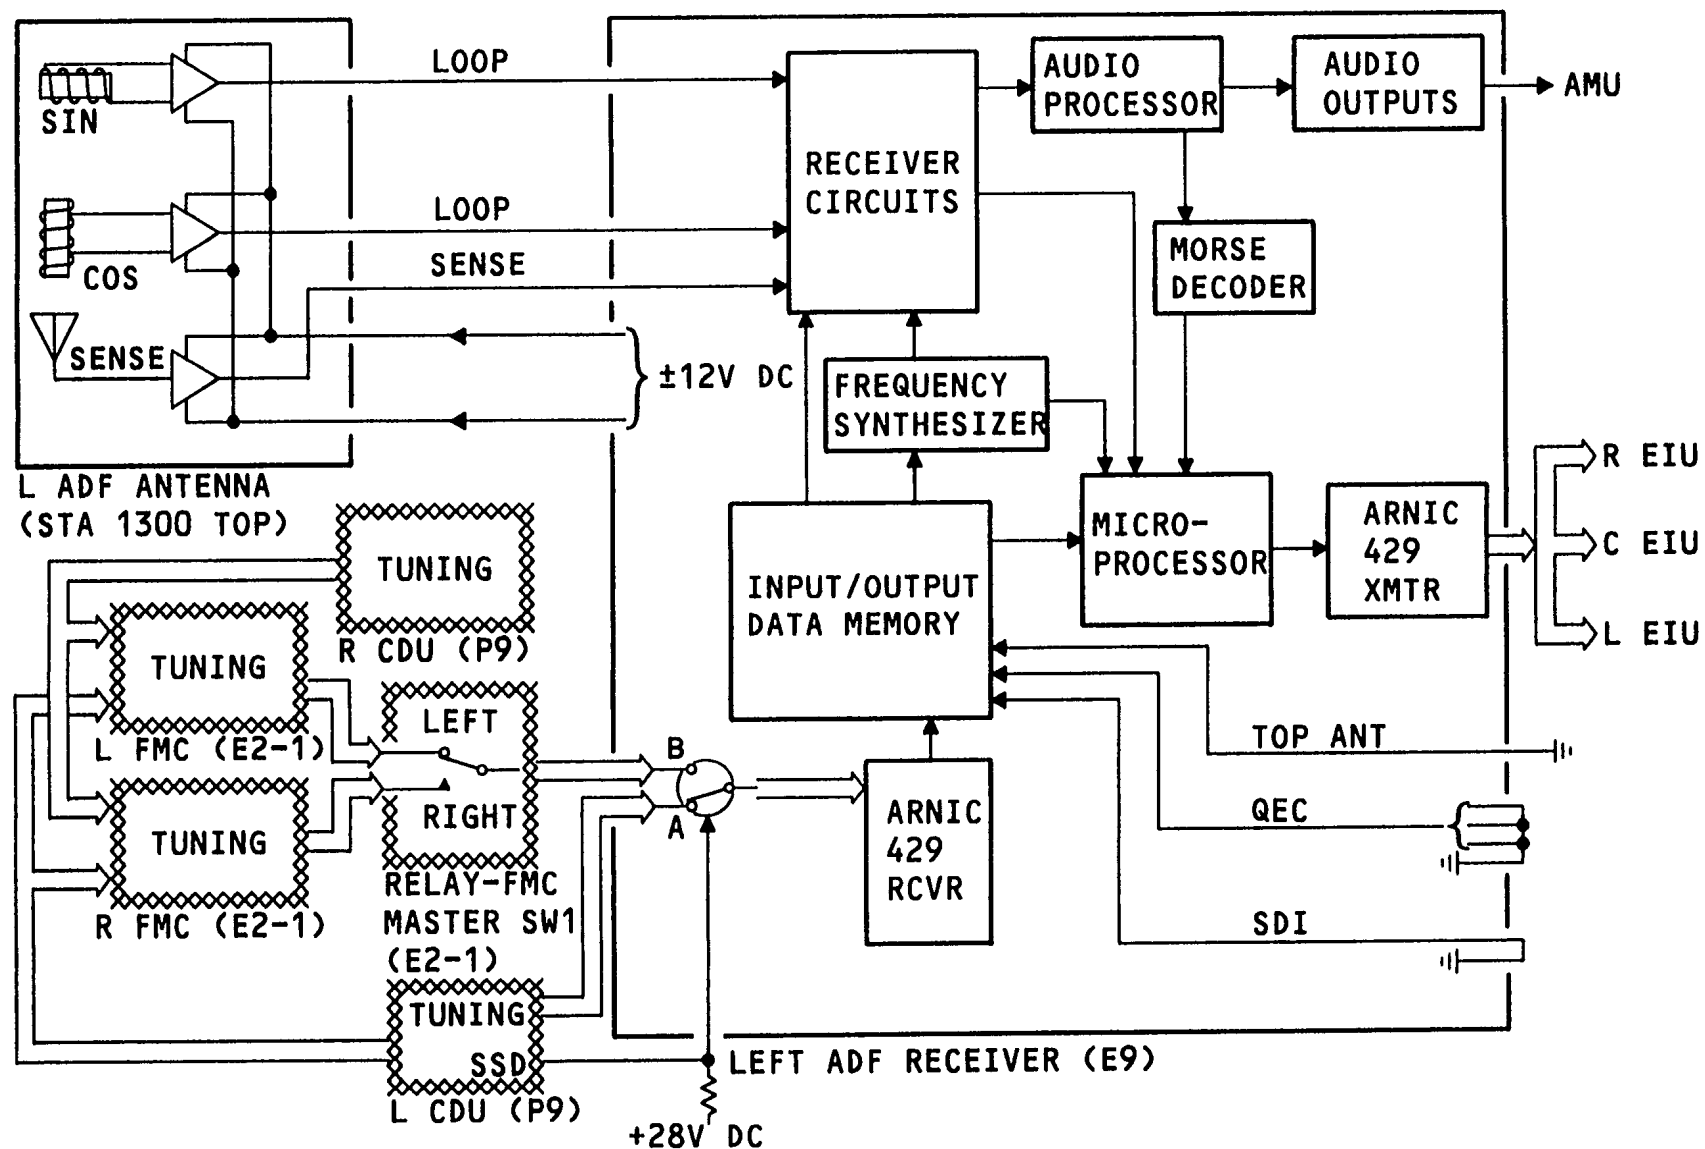 LOOP
SIN
AUDIO
PROCESSOR
AUDIO
OUTPUTS
AMU
RECEIVER
CIRCUITS
LOOP
SENSE
COS
MORSE
DECODER
SENSE
±12V DC
FREQUENCY
SYNTHESIZER
L ADF ANTENNA
(STA 1300 TOP)
R EIU
C EIU
L EIU
MICRO-
PROCESSOR
ARNIC
429
XMTR
INPUT/OUTPUT
DATA MEMORY
TUNING
R CDU (P9)
TUNING
L FMC (E2-1)
TUNING
R FMC (E2-1)
LEFT
RIGHT
RELAY-FMC
MASTER SW1
(E2-1)
B
A
ARNIC
429
RCVR
TOP ANT
QEC
SDI
TUNING
SSD
L CDU (P9)
LEFT ADF RECEIVER (E9)
+28V DC